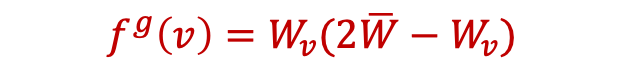 f^g(v) = W_v(2W̅ − W_v)